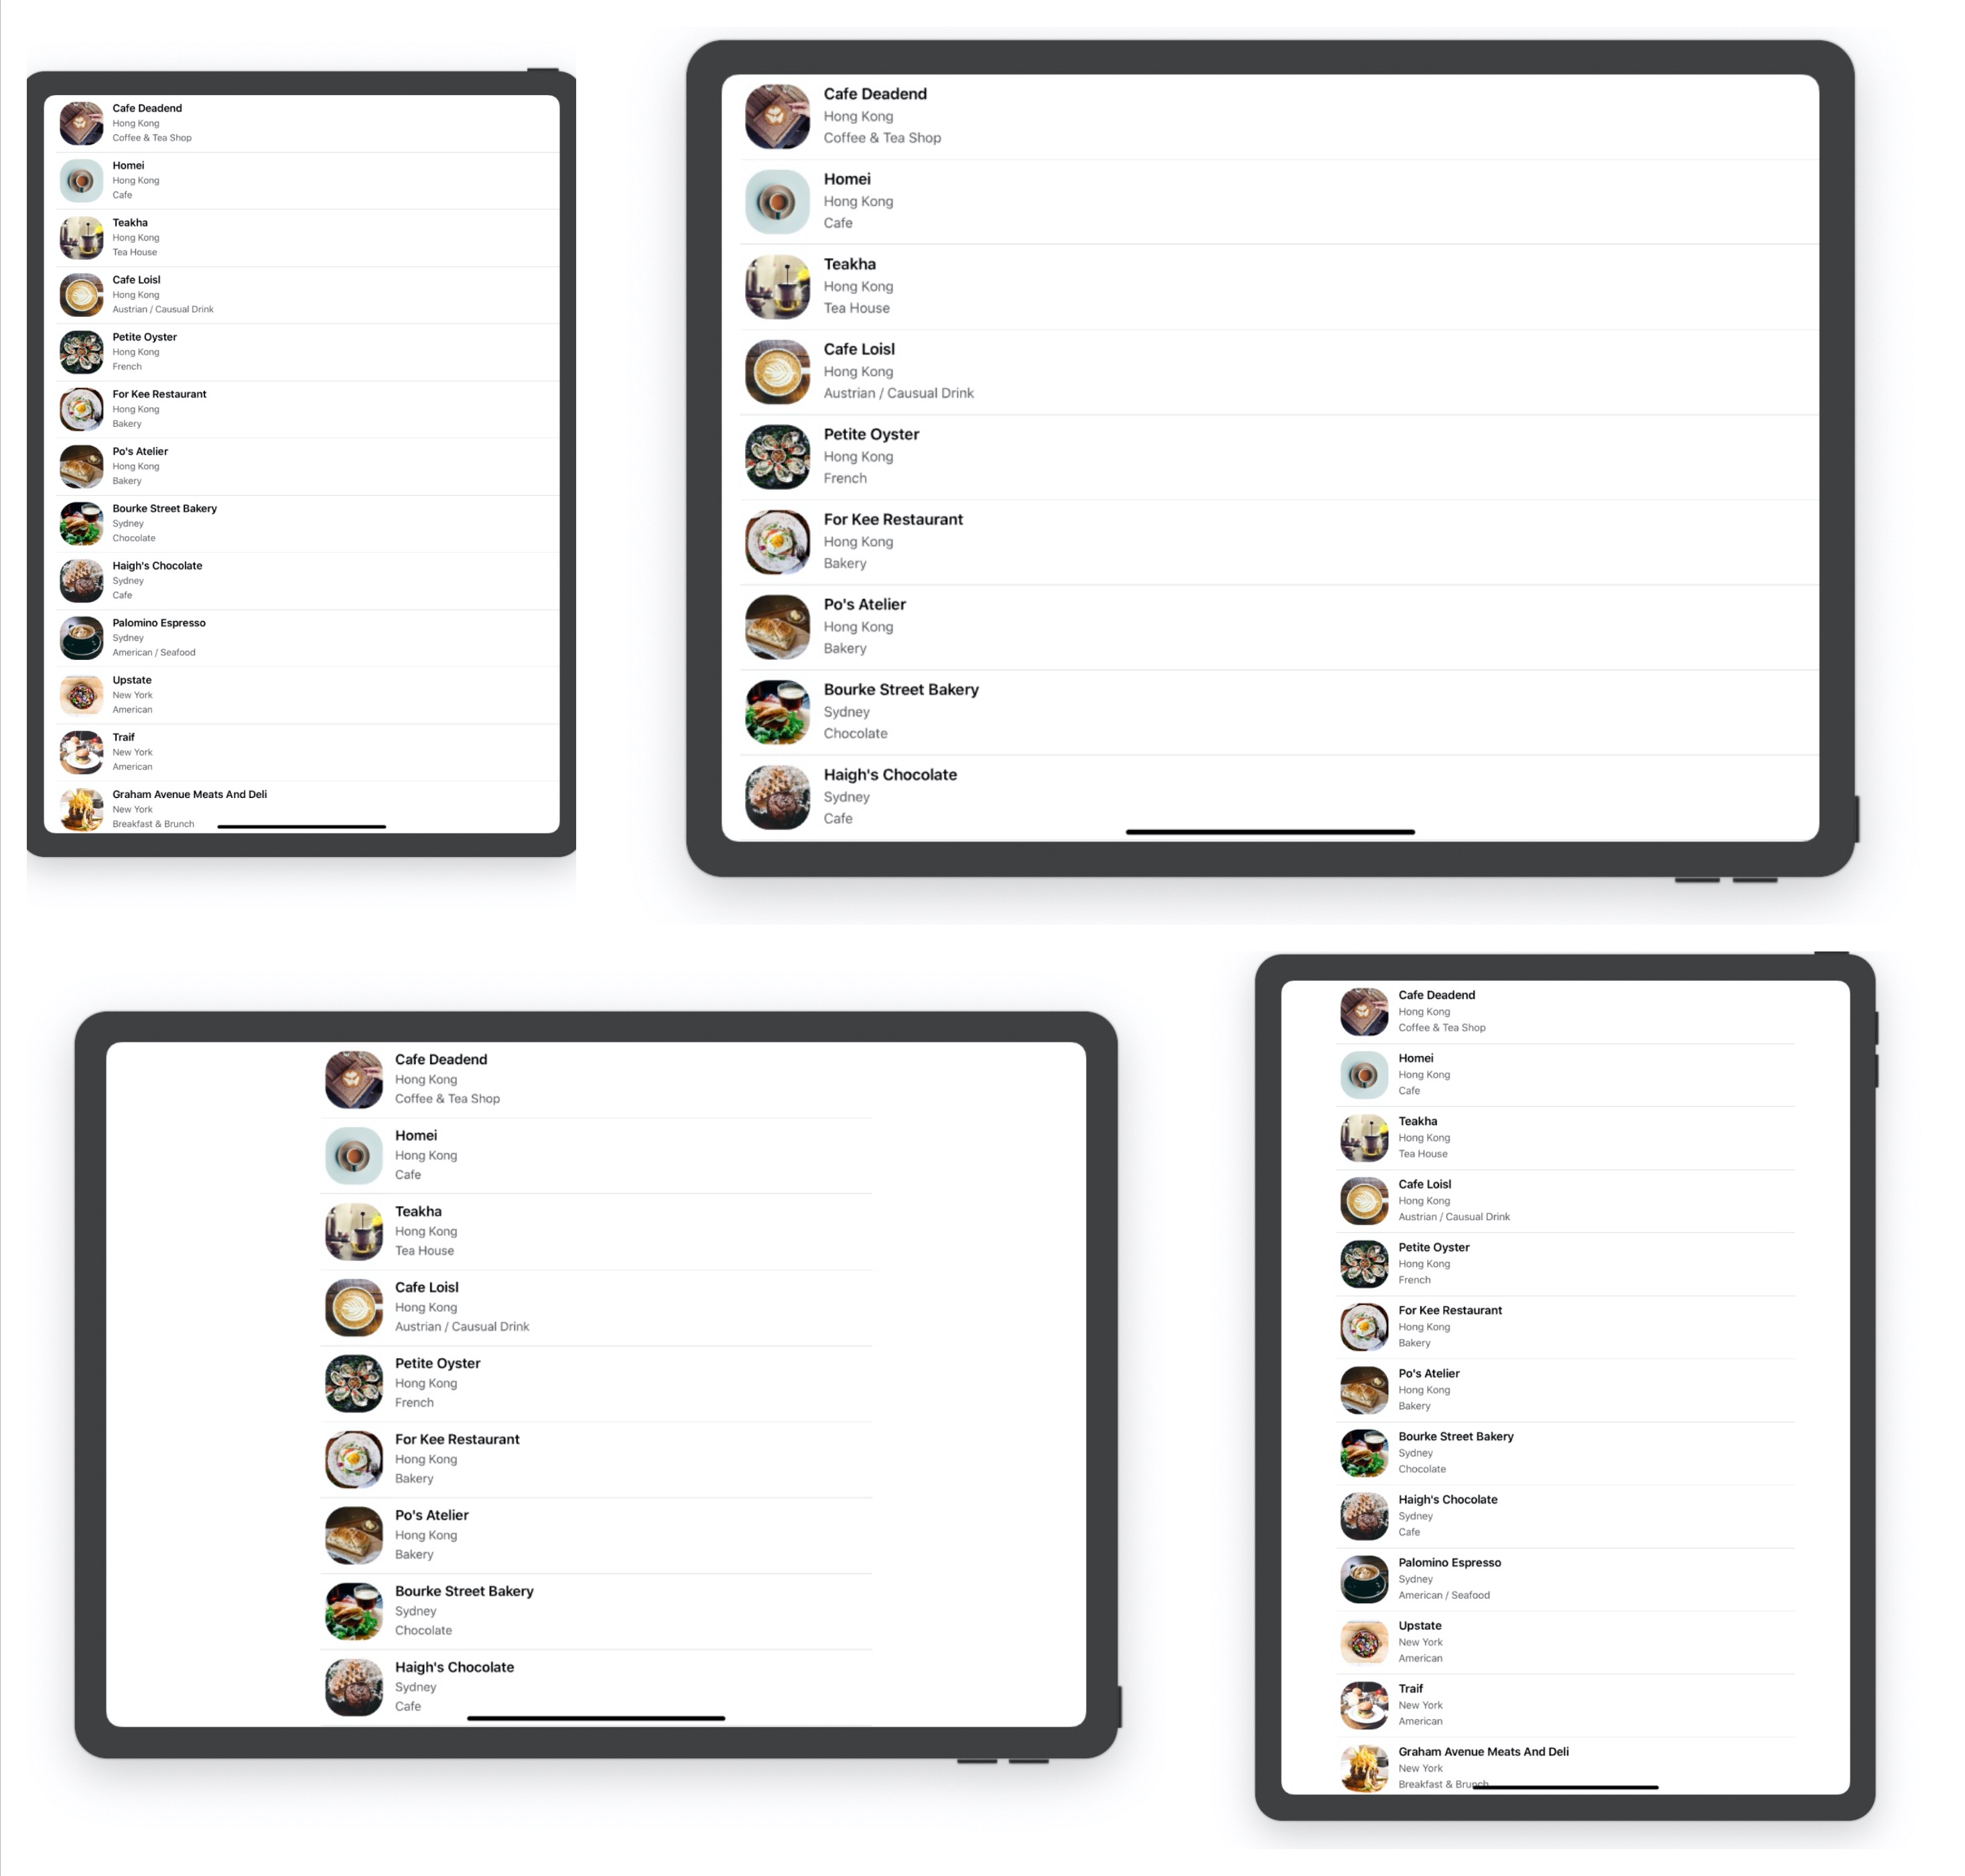 Cafe Deadend
Hong Kong
Coffee & Tea Shop
Homei
Hong Kong
Cafe
Teakha
Hong Kong
Tea House
Cafe Loisl
Hong Kong
Austrian / Causual Drink
Petite Oyster
Hong Kong
French
For Kee Restaurant
Hong Kong
Bakery
Po's Atelier
Hong Kong
Bakery
Bourke Street Bakery
Sydney
Chocolate
Haigh's Chocolate
Sydney
Cafe
Palomino Espresso
Sydney
American / Seafood
Upstate
New York
American
Traif
New York
American
Graham Avenue Meats And Deli
New York
Breakfast & Brunch
Cafe Deadend
Hong Kong
Coffee & Tea Shop
Homei
Hong Kong
Cafe
Teakha
Hong Kong
Tea House
Cafe Loisl
Hong Kong
Austrian / Causual Drink
Petite Oyster
Hong Kong
French
For Kee Restaurant
Hong Kong
Bakery
Po's Atelier
Hong Kong
Bakery
Bourke Street Bakery
Sydney
Chocolate
Haigh's Chocolate
Sydney
Cafe
Cafe Deadend
Hong Kong
Coffee & Tea Shop
Homei
Hong Kong
Cafe
Teakha
Hong Kong
Tea House
Cafe Loisl
Hong Kong
Austrian / Causual Drink
Petite Oyster
Hong Kong
French
For Kee Restaurant
Hong Kong
Bakery
Po's Atelier
Hong Kong
Bakery
Bourke Street Bakery
Sydney
Chocolate
Haigh's Chocolate
Sydney
Cafe
Cafe Deadend
Hong Kong
Coffee & Tea Shop
Homei
Hong Kong
Cafe
Teakha
Hong Kong
Tea House
Cafe Loisl
Hong Kong
Austrian / Causual Drink
Petite Oyster
Hong Kong
French
For Kee Restaurant
Hong Kong
Bakery
Po's Atelier
Hong Kong
Bakery
Bourke Street Bakery
Sydney
Chocolate
Haigh's Chocolate
Sydney
Cafe
Palomino Espresso
Sydney
American / Seafood
Upstate
New York
American
Traif
New York
American
Graham Avenue Meats And Deli
New York
Breakfast & Brunch